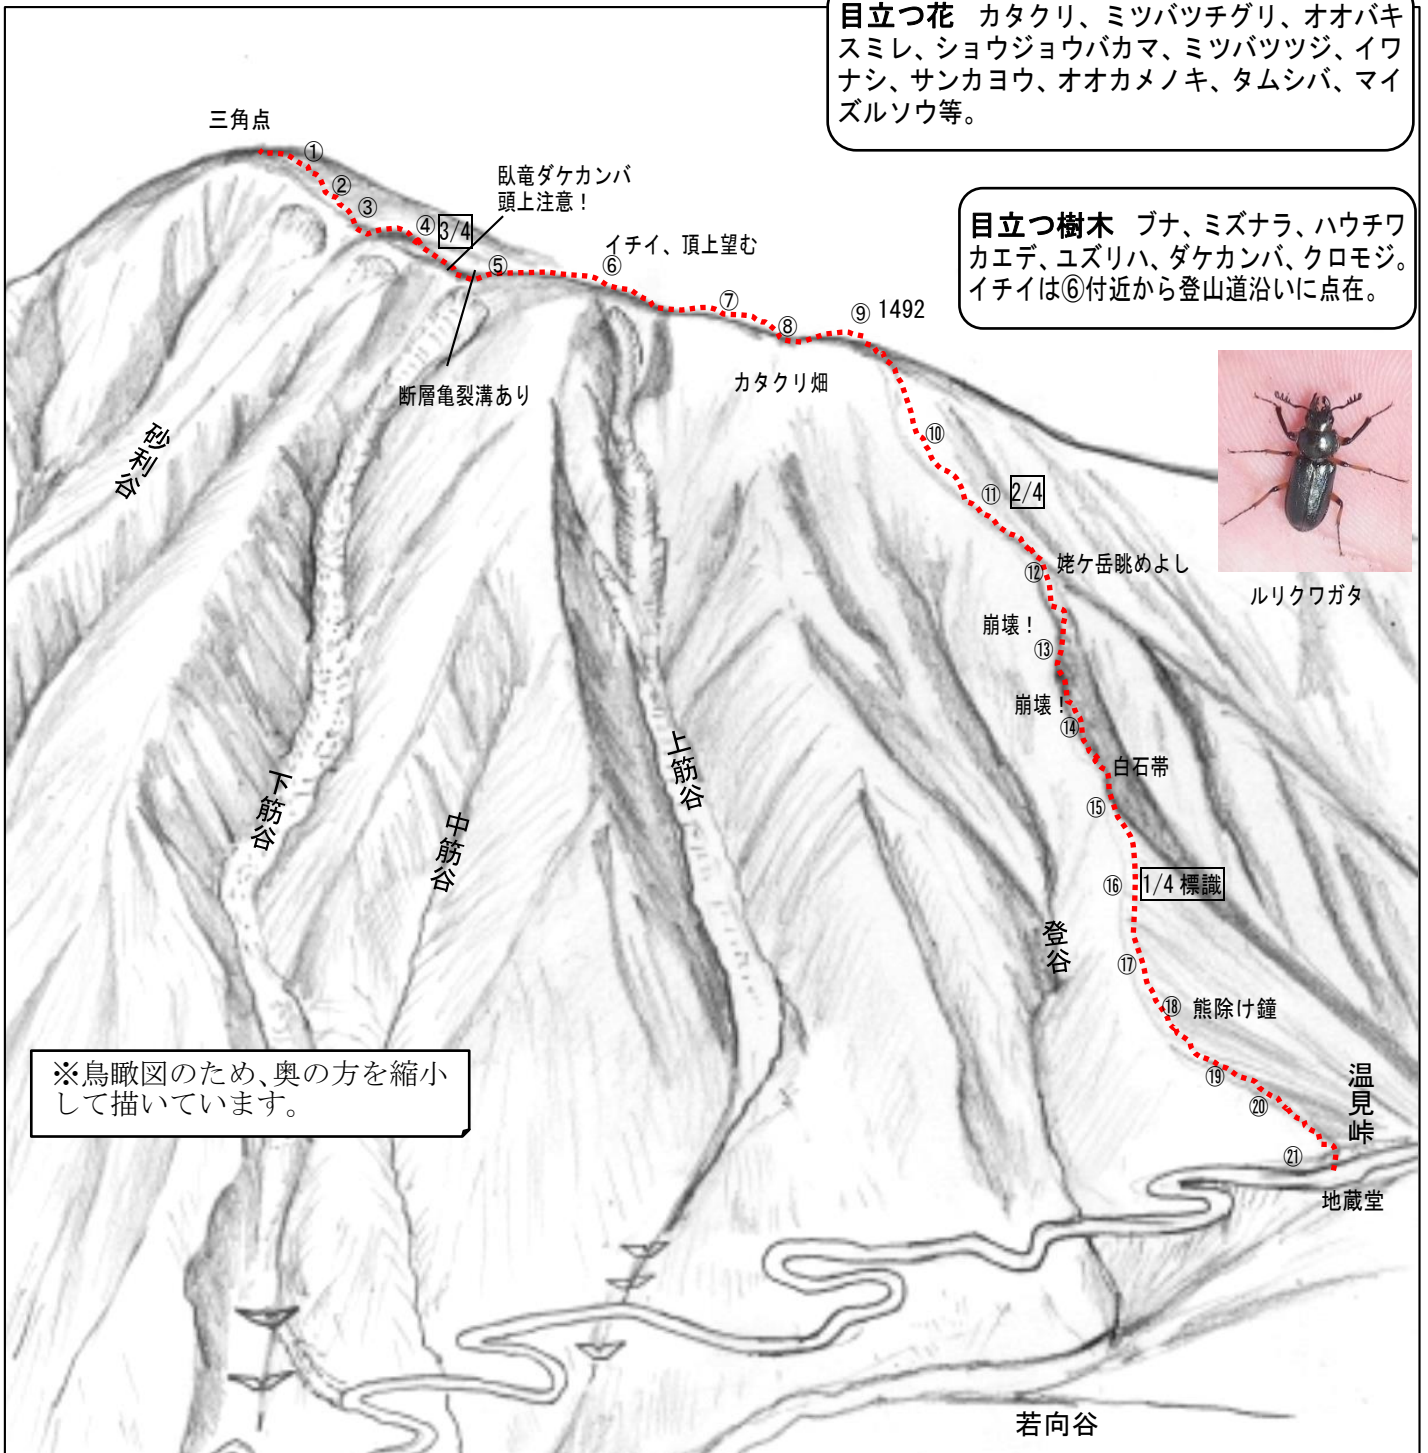 目立つ花　カタクリ、ミツバツチグリ、オオバキ
スミレ、ショウジョウバカマ、ミツバツツジ、イワ
ナシ、サンカヨウ、オオカメノキ、タムシバ、マイ
ズルソウ等。
三角点
①
②
③
④ 3/4
臥竜ダケカンバ
頭上注意！
⑤
イチイ、頂上望む
⑥
⑦
⑧
⑨ 1492
目立つ樹木　ブナ、ミズナラ、ハウチワ
カエデ、ユズリハ、ダケカンバ、クロモジ。
イチイは⑥付近から登山道沿いに点在。
断層亀裂溝あり
カタクリ畑
砂利谷
⑩
⑪ 2/4
⑫ 姥ケ岳眺めよし
ルリクワガタ
崩壊！
⑬
崩壊！
⑭
白石帯
⑮
下筋谷
中筋谷
上筋谷
⑯ 1/4 標識
登谷
⑰
⑱ 熊除け鐘
⑲
⑳
㉑
温見峠
地蔵堂
※鳥瞰図のため、奥の方を縮小
して描いています。
若向谷